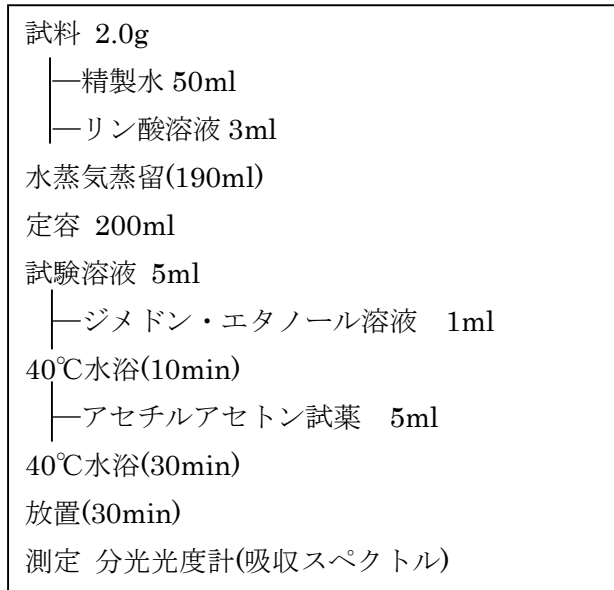 試料 2.0g
精製水 50ml
リン酸溶液 3ml
水蒸気蒸留(190ml)
定容 200ml
試験溶液 5ml
ジメドン・エタノール溶液 1ml
40℃水浴(10min)
アセチルアセトン試薬 5ml
40℃水浴(30min)
放置(30min)
測定 分光光度計(吸収スペクトル)